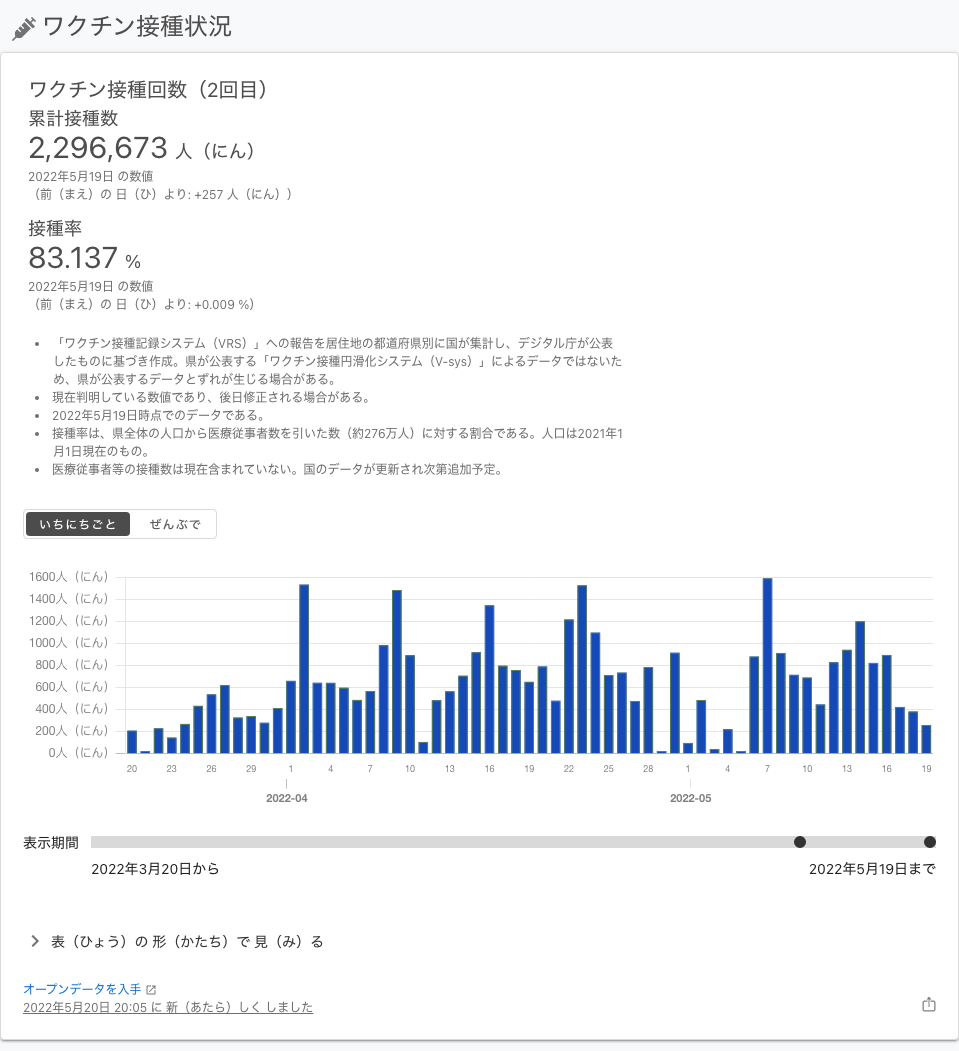 ワクチン接種状況
ワクチン接種回数（2回目）
累計接種数
2,296,673 人（にん）
2022年5月19日 の数値
（前（まえ）の 日（ひ）より: +257 人（にん））
接種率
83.137 %
2022年5月19日 の数値
（前（まえ）の 日（ひ）より: +0.009 %）
• 「ワクチン接種記録システム（VRS）」への報告を居住地の都道府県別に国が集計し、デジタル庁が公表
したものに基づき作成。県が公表する「ワクチン接種円滑化システム（V-sys）」によるデータではないた
め、県が公表するデータとずれが生じる場合がある。
• 現在判明している数値であり、後日修正される場合がある。
• 2022年5月19日時点でのデータである。
• 接種率は、県全体の人口から医療従事者数を引いた数（約276万人）に対する割合である。人口は2021年1
月1日現在のもの。
• 医療従事者等の接種数は現在含まれていない。国のデータが更新され次第追加予定。
いちにちごと ぜんぶで
1600人（にん）
1400人（にん）
1200人（にん）
1000人（にん）
800人（にん）
600人（にん）
400人（にん）
200人（にん）
0人（にん）
20 23 26 29 1 4 7 10 13 16 19 22 25 28 1 4 7 10 13 16 19
2022-04 2022-05
表示期間
2022年3月20日から 2022年5月19日まで
表（ひょう）の 形（かたち）で 見（み）る
オープンデータを入手
2022年5月20日 20:05 に 新（あたら）しく しました